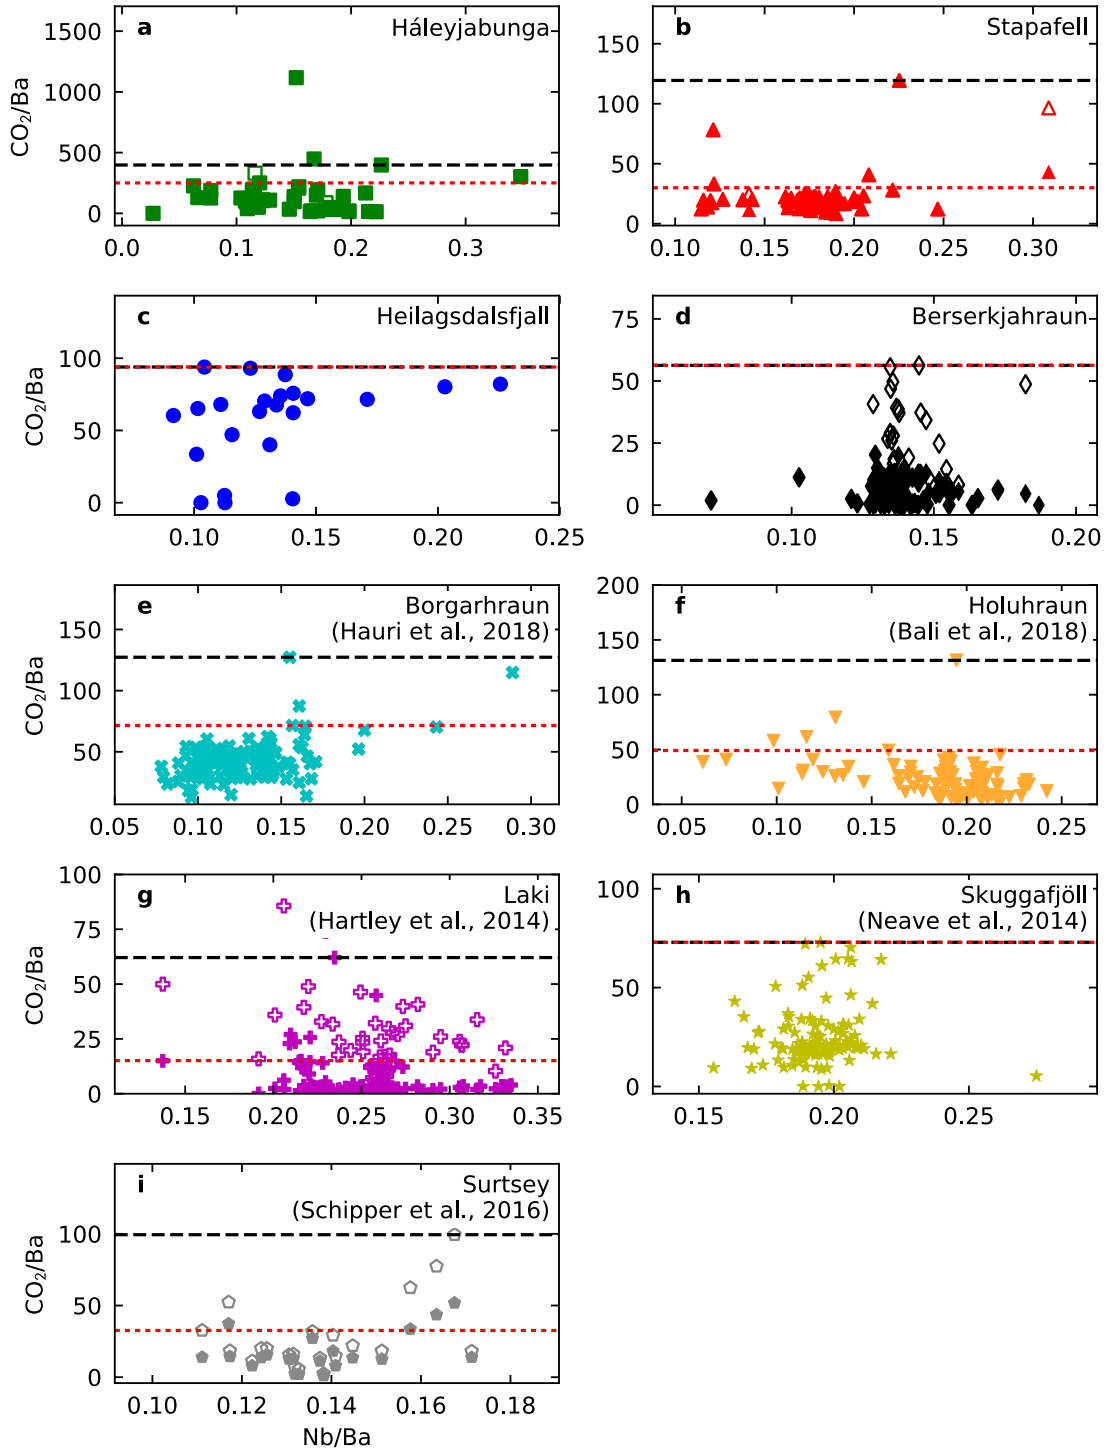 a Háleyjabunga
1500
1000
500
0
CO₂/Ba
0.0 0.1 0.2 0.3
b Stapafell
150
100
50
0
CO₂/Ba
0.10 0.15 0.20 0.25 0.30
c Heilagsdalsfjall
100
50
0
CO₂/Ba
0.10 0.15 0.20 0.25
d Berserkjahraun
75
50
25
0
CO₂/Ba
0.10 0.15 0.20
e Borgarhraun
(Hauri et al., 2018)
150
100
50
CO₂/Ba
0.05 0.10 0.15 0.20 0.25 0.30
f Holuhraun
(Bali et al., 2018)
200
150
100
50
0
CO₂/Ba
0.05 0.10 0.15 0.20 0.25
g Laki
(Hartley et al., 2014)
100
75
50
25
0
CO₂/Ba
0.15 0.20 0.25 0.30 0.35
h Skuggafjöll
(Neave et al., 2014)
100
50
0
CO₂/Ba
0.15 0.20 0.25
i Surtsey
(Schipper et al., 2016)
100
50
0
CO₂/Ba
0.10 0.12 0.14 0.16 0.18
Nb/Ba